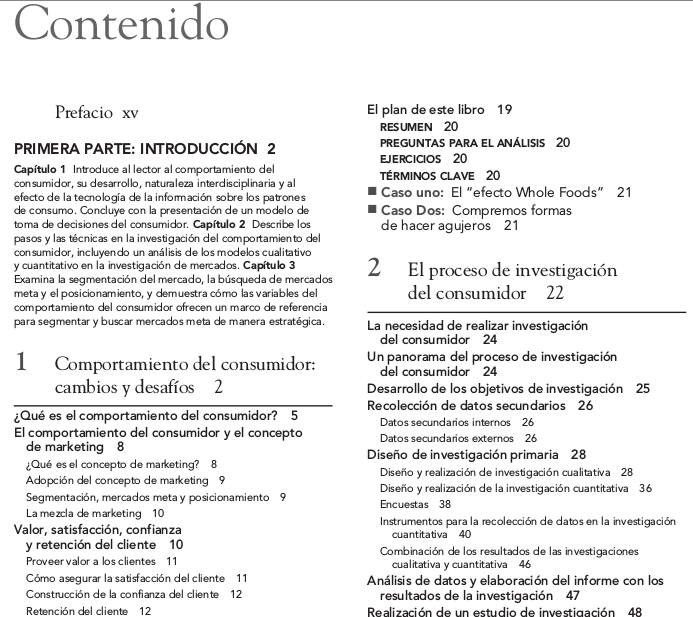 Contenido
Prefacio xv
PRIMERA PARTE: INTRODUCCIÓN 2
Capítulo 1 Introduce al lector al comportamiento del
consumidor, su desarrollo, naturaleza interdisciplinaria y al
efecto de la tecnología de la información sobre los patrones
de consumo. Concluye con la presentación de un modelo de
toma de decisiones del consumidor. Capítulo 2 Describe los
pasos y las técnicas en la investigación del comportamiento del
consumidor, incluyendo un análisis de los modelos cualitativo
y cuantitativo en la investigación de mercados. Capítulo 3
Examina la segmentación del mercado, la búsqueda de mercados
meta y el posicionamiento, y demuestra cómo las variables del
comportamiento del consumidor ofrecen un marco de referencia
para segmentar y buscar mercados meta de manera estratégica.
1 Comportamiento del consumidor:
cambios y desafíos 2
¿Qué es el comportamiento del consumidor? 5
El comportamiento del consumidor y el concepto
de marketing 8
¿Qué es el concepto de marketing? 8
Adopción del concepto de marketing 9
Segmentación, mercados meta y posicionamiento 9
La mezcla de marketing 10
Valor, satisfacción, confianza
y retención del cliente 10
Proveer valor a los clientes 11
Cómo asegurar la satisfacción del cliente 11
Construcción de la confianza del cliente 12
Retención del cliente 12
El plan de este libro 19
RESUMEN 20
PREGUNTAS PARA EL ANÁLISIS 20
EJERCICIOS 20
TÉRMINOS CLAVE 20
■ Caso uno: El “efecto Whole Foods” 21
■ Caso Dos: Compremos formas
de hacer agujeros 21
2 El proceso de investigación
del consumidor 22
La necesidad de realizar investigación
del consumidor 24
Un panorama del proceso de investigación
del consumidor 24
Desarrollo de los objetivos de investigación 25
Recolección de datos secundarios 26
Datos secundarios internos 26
Datos secundarios externos 26
Diseño de investigación primaria 28
Diseño y realización de investigación cualitativa 28
Diseño y realización de la investigación cuantitativa 36
Encuestas 38
Instrumentos para la recolección de datos en la investigación
cuantitativa 40
Combinación de los resultados de las investigaciones
cualitativa y cuantitativa 46
Análisis de datos y elaboración del informe con los
resultados de la investigación 47
Realización de un estudio de investigación 48